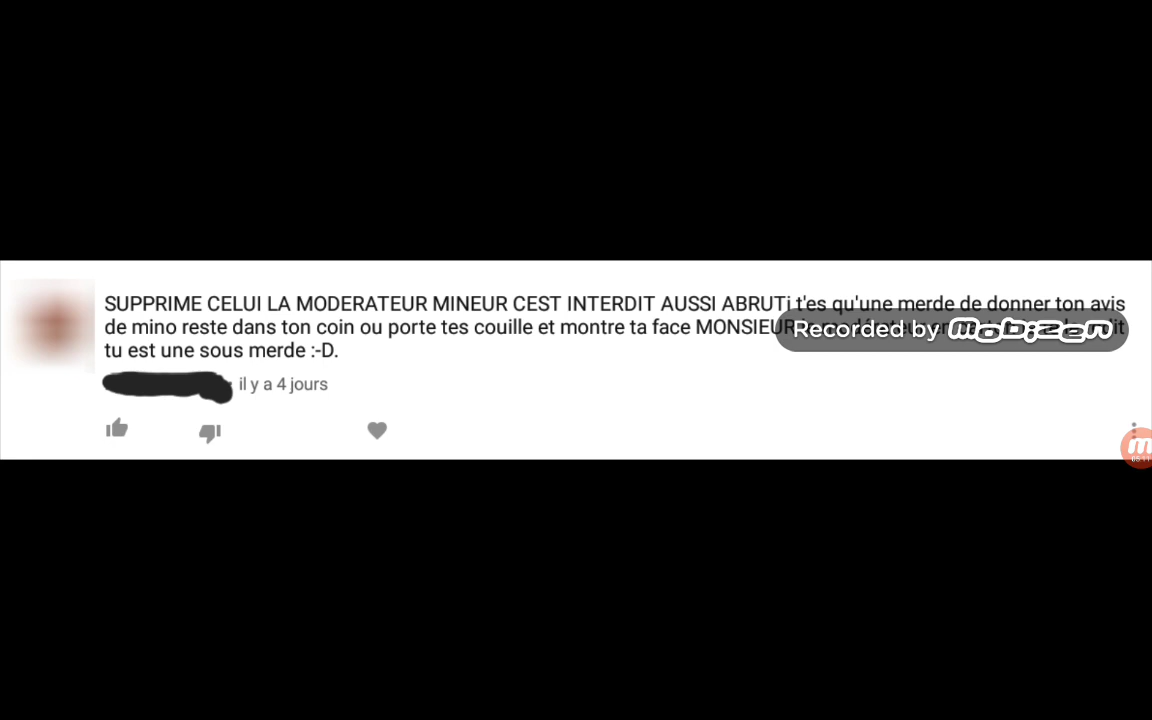 SUPPRIME CELUI LA MODERATEUR MINEUR CEST INTERDIT AUSSI ABRUTi t'es qu'une merde de donner ton avis
de mino reste dans ton coin ou porte tes couille et montre ta face MONSIEUR
Recorded by mobizen
tu est une sous merde :-D.
il y a 4 jours